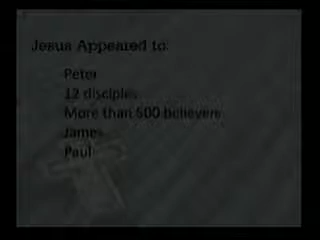 Jesus Appeared to:
Peter
12 disciples
More than 500 believers
James
Paul